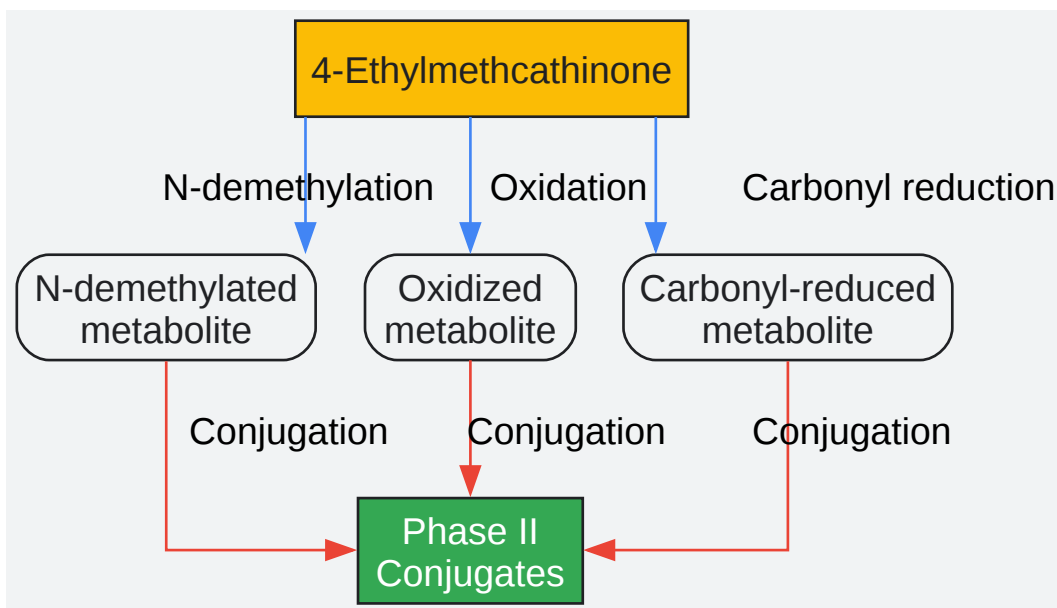 4-Ethylmethcathinone
N-demethylation
Oxidation
Carbonyl reduction
N-demethylated
metabolite
Oxidized
metabolite
Carbonyl-reduced
metabolite
Conjugation
Conjugation
Conjugation
Phase II
Conjugates